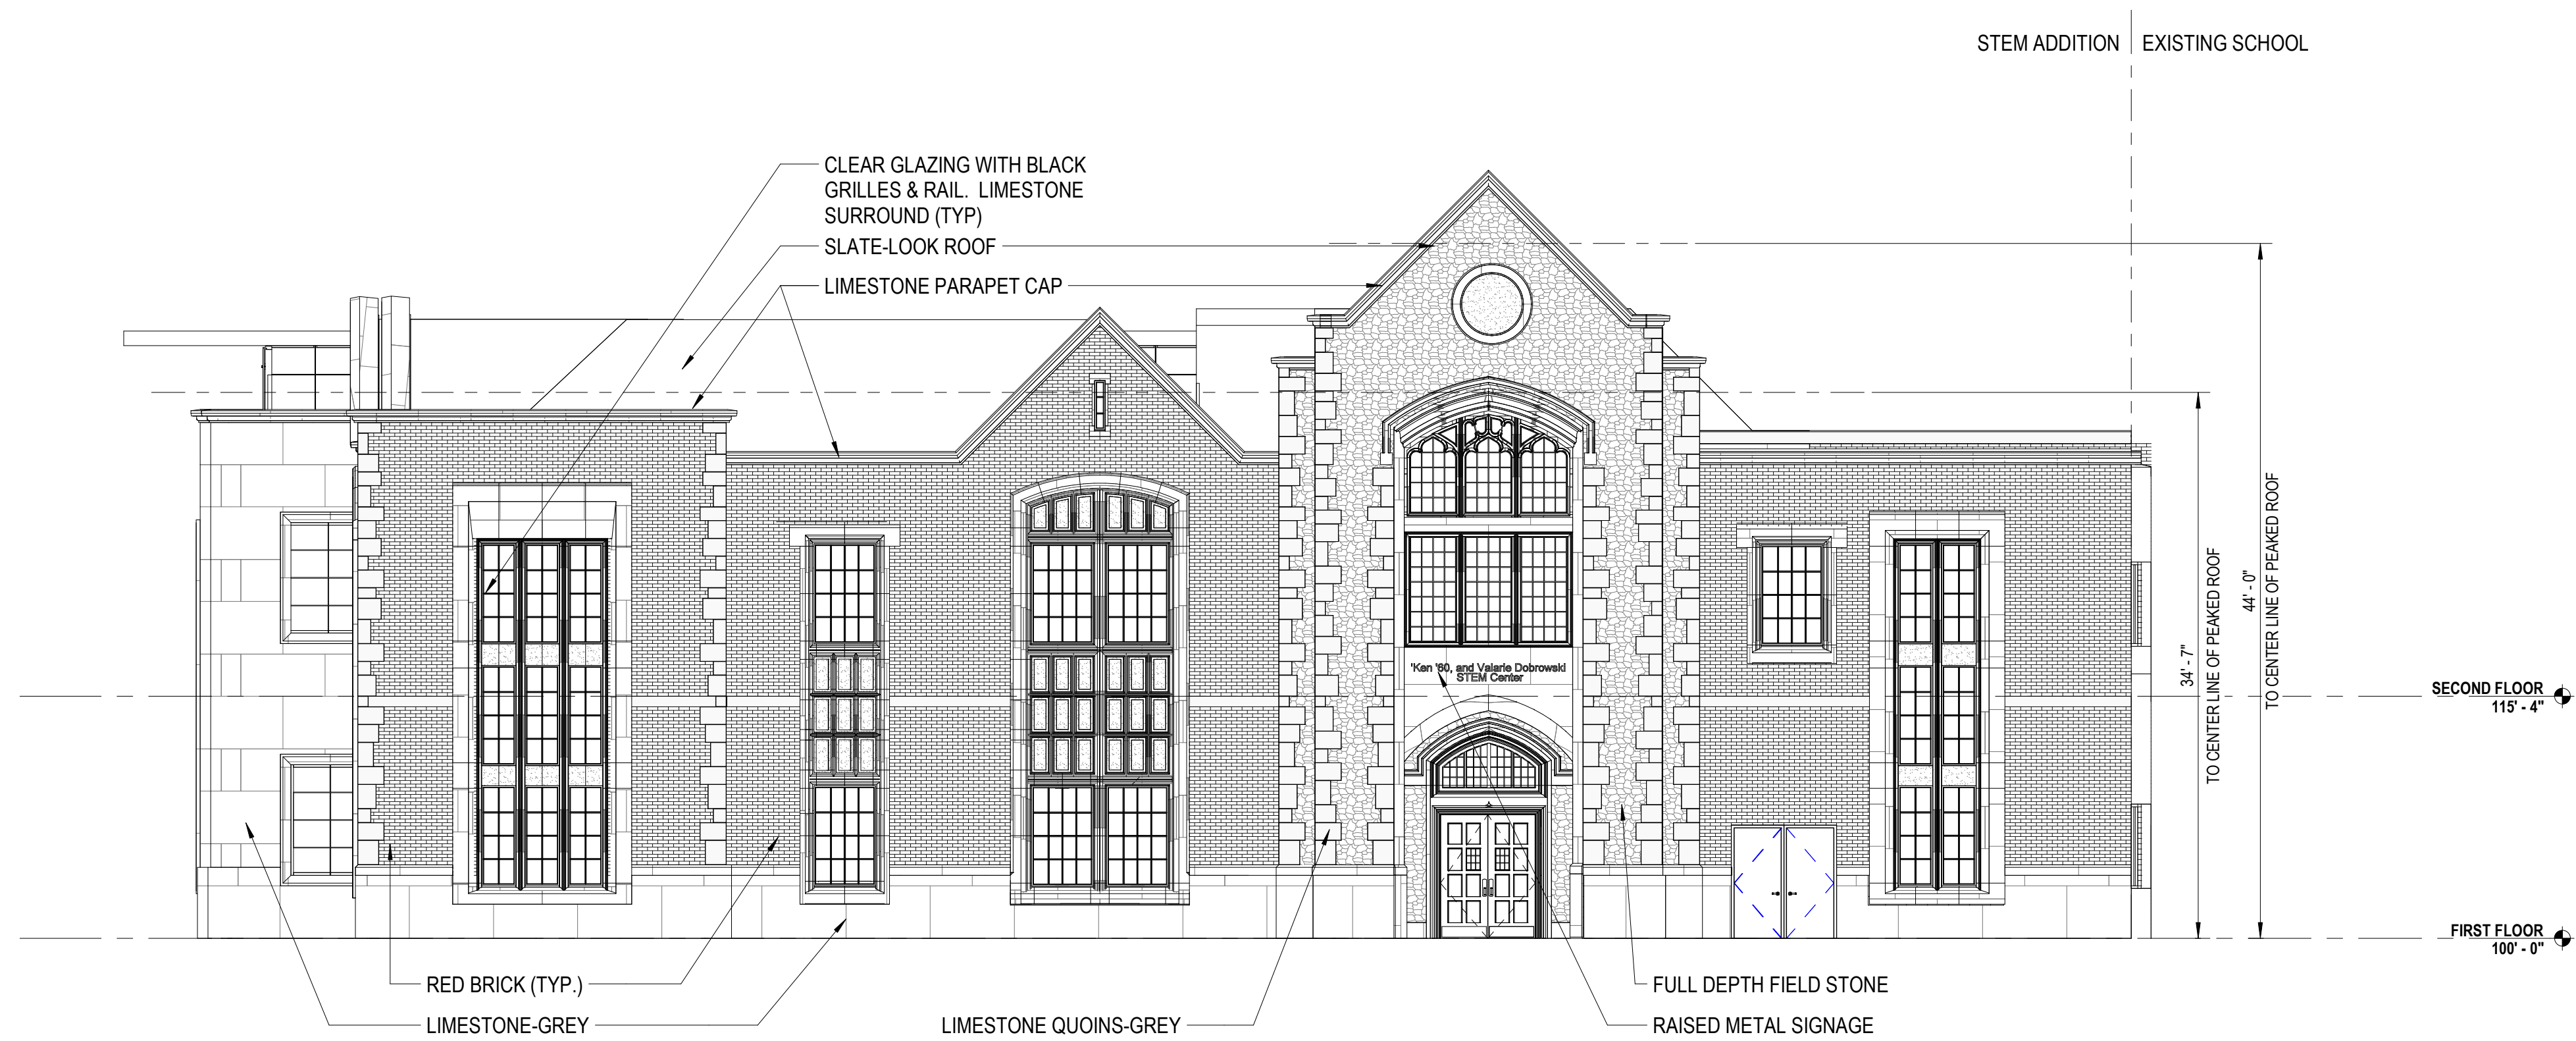 STEM ADDITION EXISTING SCHOOL
CLEAR GLAZING WITH BLACK
GRILLES & RAIL. LIMESTONE
SURROUND (TYP)
SLATE-LOOK ROOF
LIMESTONE PARAPET CAP
'Ken '60, and Valarie Dobrowski
STEM Center
34' - 7"
TO CENTER LINE OF PEAKED ROOF
44' - 0"
TO CENTER LINE OF PEAKED ROOF
SECOND FLOOR
115' - 4"
FIRST FLOOR
100' - 0"
RED BRICK (TYP.)
LIMESTONE-GREY
LIMESTONE QUOINS-GREY
FULL DEPTH FIELD STONE
RAISED METAL SIGNAGE